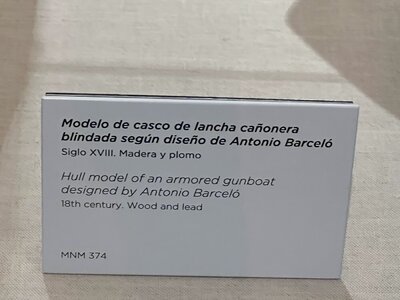 Modelo de casco de lancha cañonera
blindada según diseño de Antonio Barceló
Siglo XVIII. Madera y plomo
Hull model of an armored gunboat
designed by Antonio Barceló
18th century. Wood and lead
MNM 374